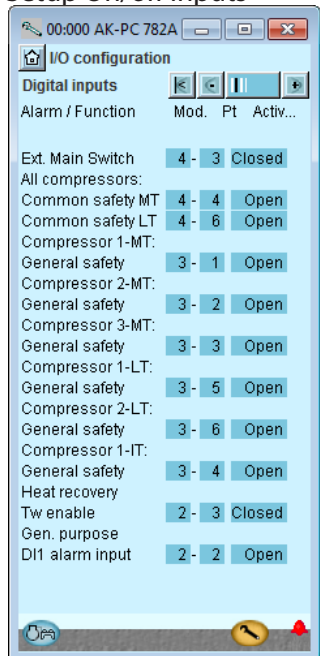 Setup On/off inputs
00:000 AK-PC 782A
I/O configuration
Digital inputs
Alarm / Function Mod. Pt Activ...
Ext. Main Switch 4 - 3 Closed
All compressors:
Common safety MT 4 - 4 Open
Common safety LT 4 - 6 Open
Compressor 1-MT:
General safety 3 - 1 Open
Compressor 2-MT:
General safety 3 - 2 Open
Compressor 3-MT:
General safety 3 - 3 Open
Compressor 1-LT:
General safety 3 - 5 Open
Compressor 2-LT:
General safety 3 - 6 Open
Compressor 1-IT:
General safety 3 - 4 Open
Heat recovery
Tw enable 2 - 3 Closed
Gen. purpose
DI1 alarm input 2 - 2 Open